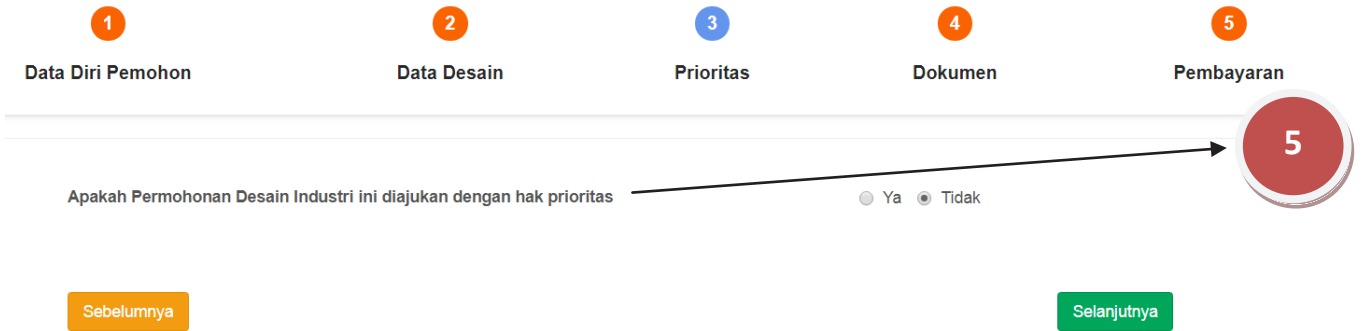 1 2 3 4 5
Data Diri Pemohon Data Desain Prioritas Dokumen Pembayaran
5
Apakah Permohonan Desain Industri ini diajukan dengan hak prioritas Ya Tidak
Sebelumnya Selanjutnya